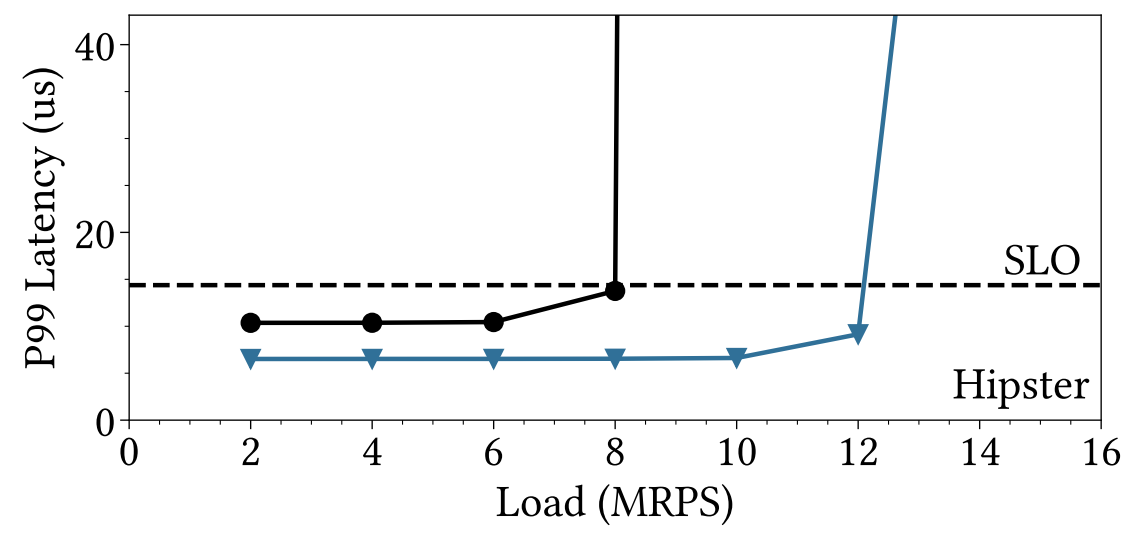 P99 Latency (us)
40
20
0
SLO
Hipster
0 2 4 6 8 10 12 14 16
Load (MRPS)